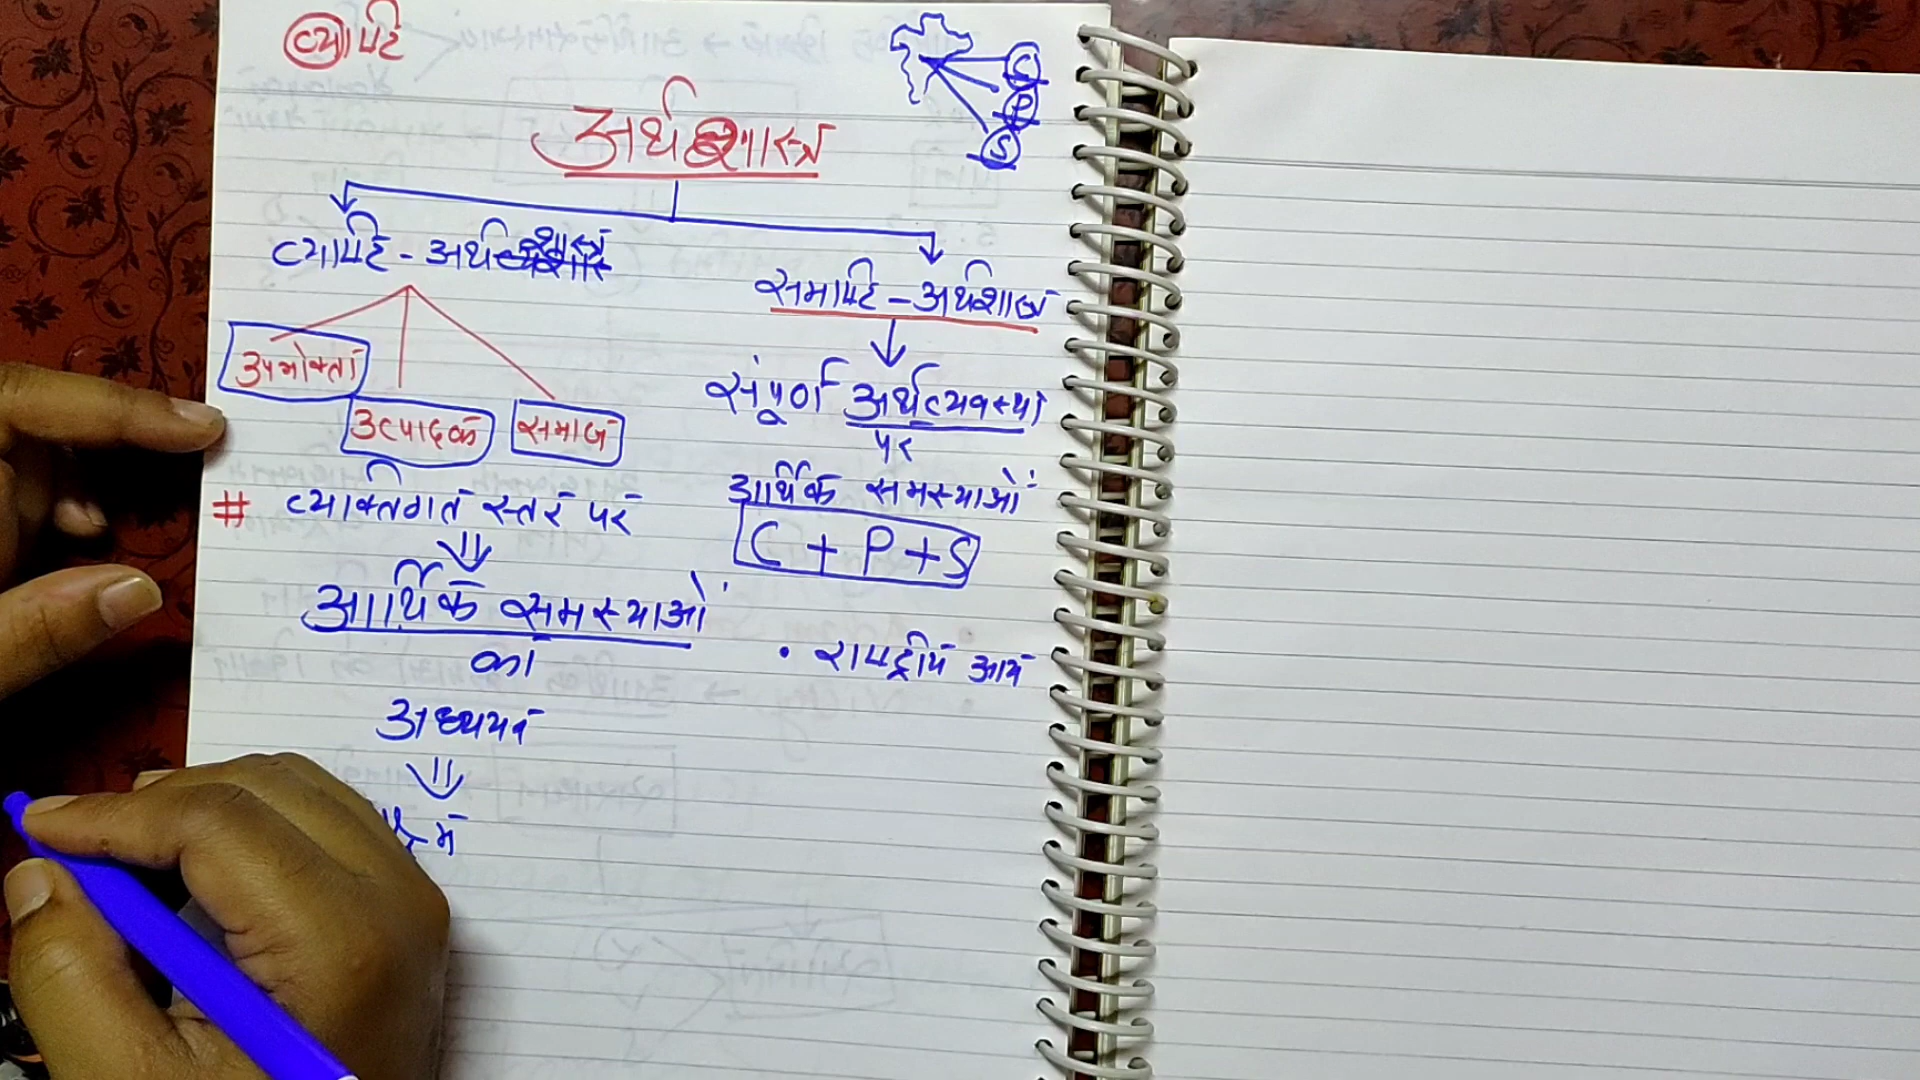 व्यष्टि
C
P
S
अर्थशास्त्र
व्यष्टि - अर्थशास्त्र
समष्टि - अर्थशास्त्र
उपभोक्ता
उत्पादक
समाज
संपूर्ण अर्थव्यवस्था
पर
आर्थिक समस्याओं
C + P + S
# व्यक्तिगत स्तर पर
आर्थिक समस्याओं
का
अध्ययन
• राष्ट्रीय आय